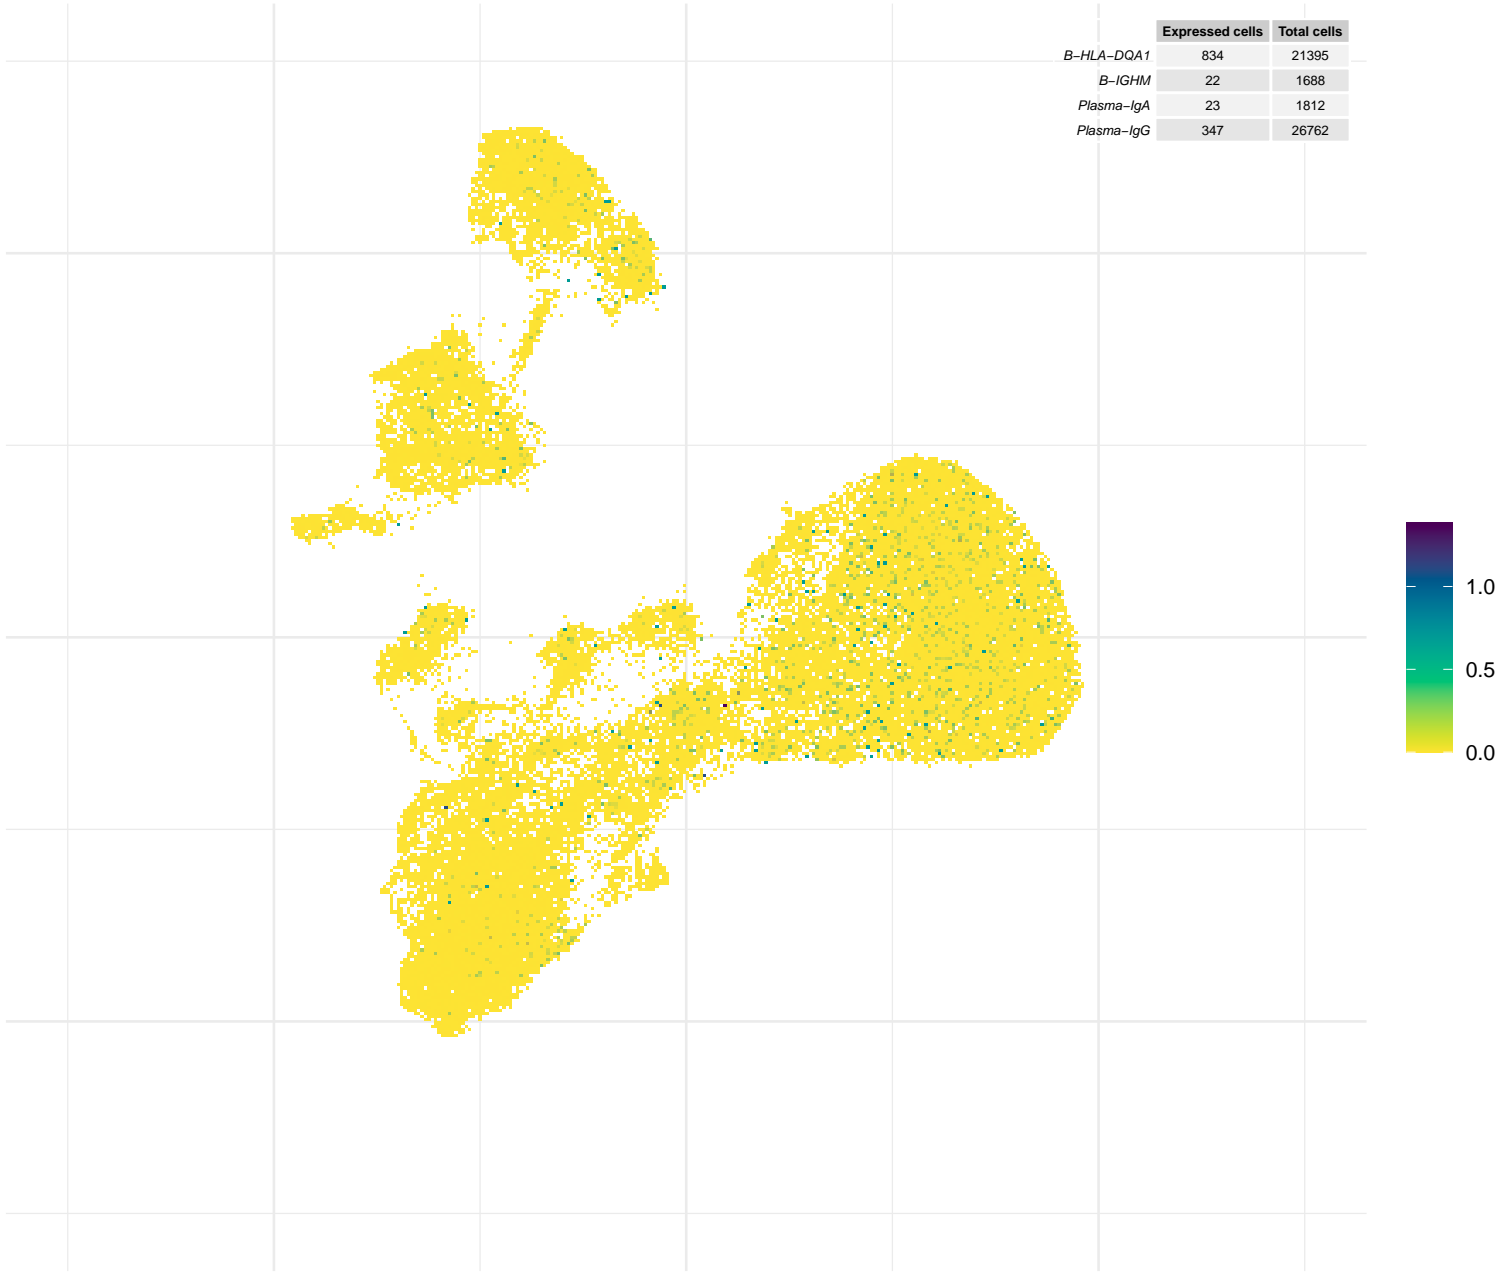 Expressed cells Total cells
B−HLA−DQA1 834 21395
B−IGHM 22 1688
Plasma−IgA 23 1812
Plasma−IgG 347 26762
1.0
0.5
0.0